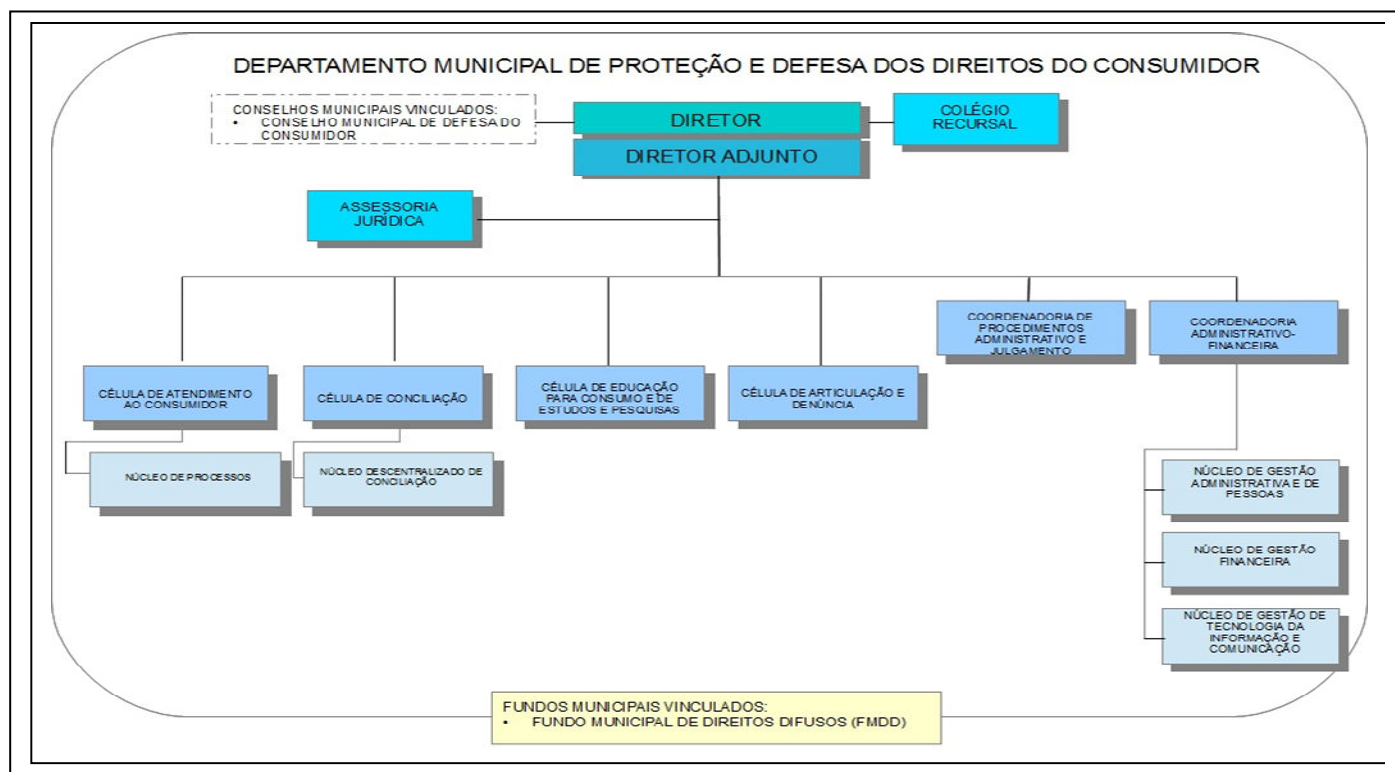 DEPARTAMENTO MUNICIPAL DE PROTEÇÃO E DEFESA DOS DIREITOS DO CONSUMIDOR
CONSELHOS MUNICIPAIS VINCULADOS:
• CONSELHO MUNICIPAL DE DEFESA DO
CONSUMIDOR
DIRETOR
COLÉGIO
RECURSAL
DIRETOR ADJUNTO
ASSESSORIA
JURÍDICA
COORDENADORIA DE
PROCEDIMENTOS
ADMINISTRATIVO E
JULGAMENTO
COORDENADORIA
ADMINISTRATIVO-
FINANCEIRA
CÉLULA DE ATENDIMENTO
AO CONSUMIDOR
CÉLULA DE CONCILIAÇÃO
CÉLULA DE EDUCAÇÃO
PARA CONSUMO E DE
ESTUDOS E PESQUISAS
CÉLULA DE ARTICULAÇÃO E
DENÚNCIA
NÚCLEO DE PROCESSOS
NÚCLEO DESCENTRALIZADO DE
CONCILIAÇÃO
NÚCLEO DE GESTÃO
ADMINISTRATIVA E DE
PESSOAS
NÚCLEO DE GESTÃO
FINANCEIRA
NÚCLEO DE GESTÃO DE
TECNOLOGIA DA
INFORMAÇÃO E
COMUNICAÇÃO
FUNDOS MUNICIPAIS VINCULADOS:
• FUNDO MUNICIPAL DE DIREITOS DIFUSOS (FMDD)